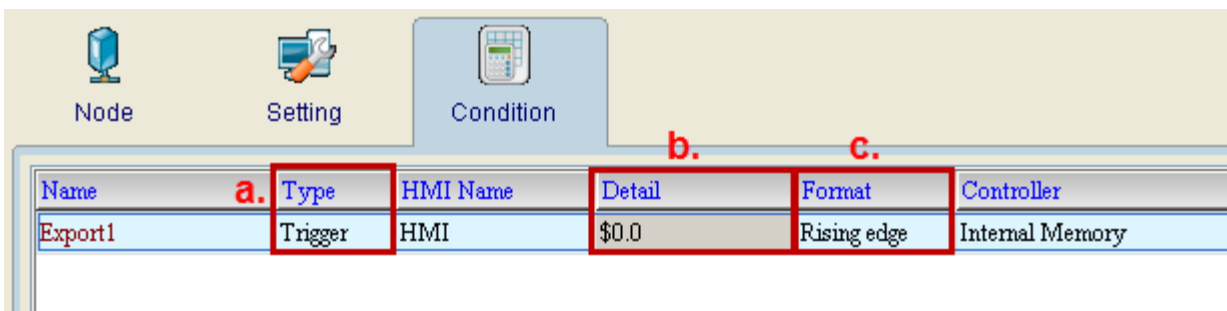 Node Setting Condition
b. c.
Name a. Type HMI Name Detail Format Controller
Export1 Trigger HMI $0.0 Rising edge Internal Memory